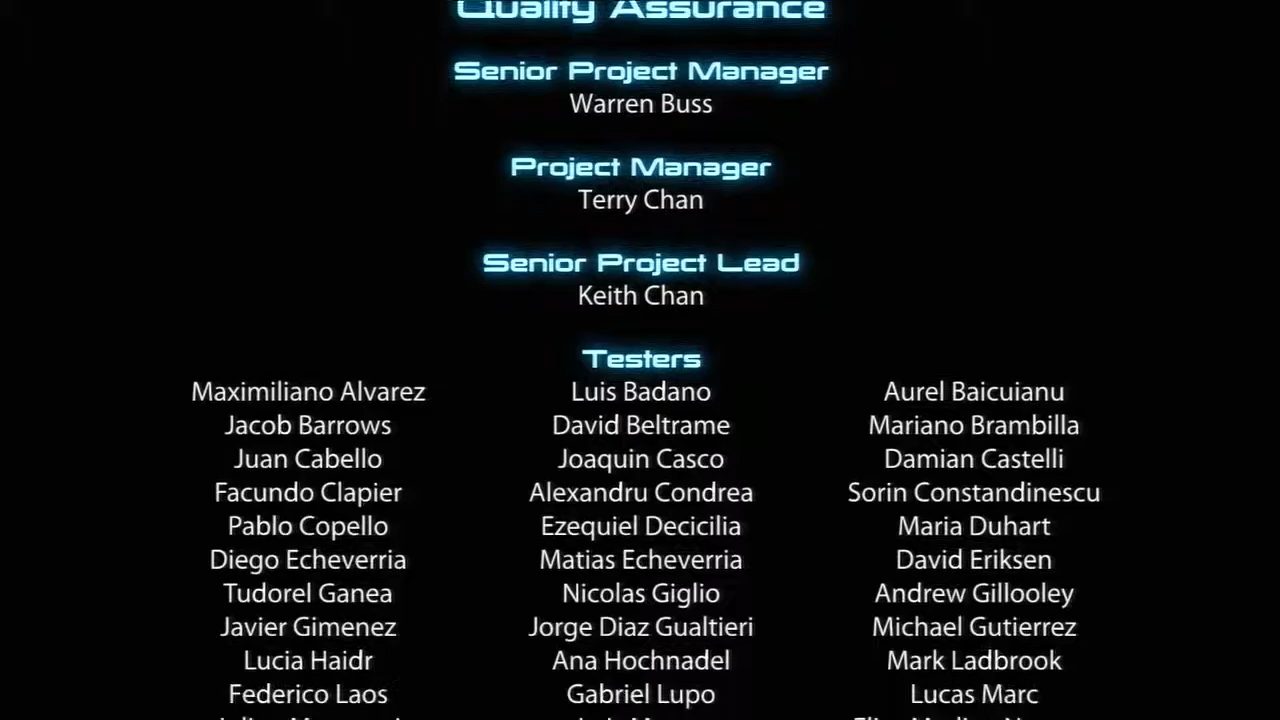 Quality Assurance
Senior Project Manager
Warren Buss
Project Manager
Terry Chan
Senior Project Lead
Keith Chan
Testers
Maximiliano Alvarez Luis Badano Aurel Baicuianu
Jacob Barrows David Beltrame Mariano Brambilla
Juan Cabello Joaquin Casco Damian Castelli
Facundo Clapier Alexandru Condrea Sorin Constandinescu
Pablo Copello Ezequiel Decicilia Maria Duhart
Diego Echeverria Matias Echeverria David Eriksen
Tudorel Ganea Nicolas Giglio Andrew Gillooley
Javier Gimenez Jorge Diaz Gualtieri Michael Gutierrez
Lucia Haidr Ana Hochnadel Mark Ladbrook
Federico Laos Gabriel Lupo Lucas Marc